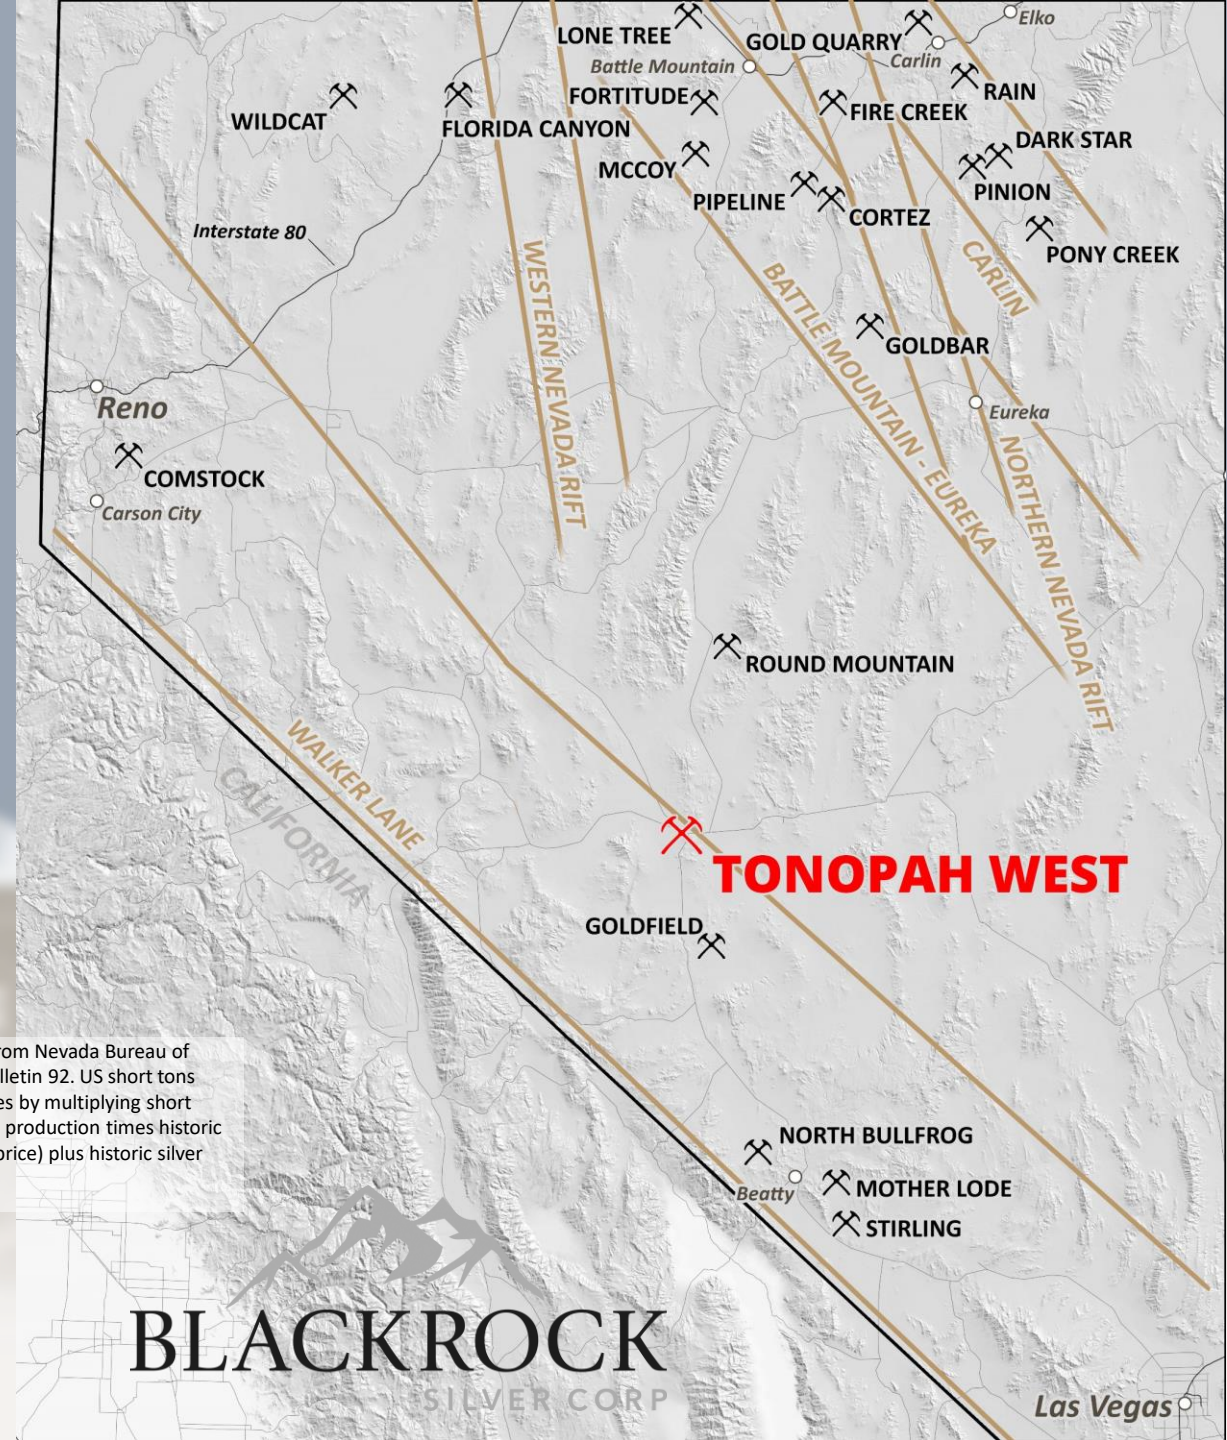 Elko
LONE TREE
GOLD QUARRY
Carlin
Battle Mountain
RAIN
FORTITUDE
WILDCAT
FLORIDA CANYON
FIRE CREEK
DARK STAR
MCCOY
PINION
PIPELINE
CORTEZ
Interstate 80
PONY CREEK
CARLIN
WESTERN NEVADA RIFT
BATTLE MOUNTAIN - EUREKA
GOLDBAR
Reno
Eureka
NORTHERN NEVADA RIFT
COMSTOCK
Carson City
ROUND MOUNTAIN
WALKER LANE
CALIFORNIA
TONOPAH WEST
GOLDFIELD
rom Nevada Bureau of
lletin 92. US short tons
es by multiplying short
production times historic
price) plus historic silver
NORTH BULLFROG
Beatty
MOTHER LODE
STIRLING
BLACKROCK
SILVER CORP
Las Vegas